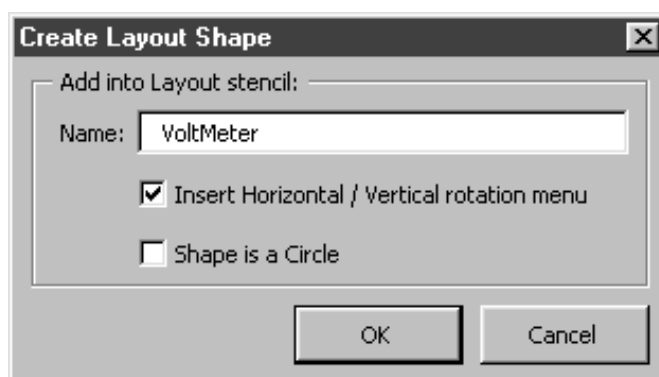 Create Layout Shape
Add into Layout stencil:
Name: VoltMeter
Insert Horizontal / Vertical rotation menu
Shape is a Circle
OK Cancel